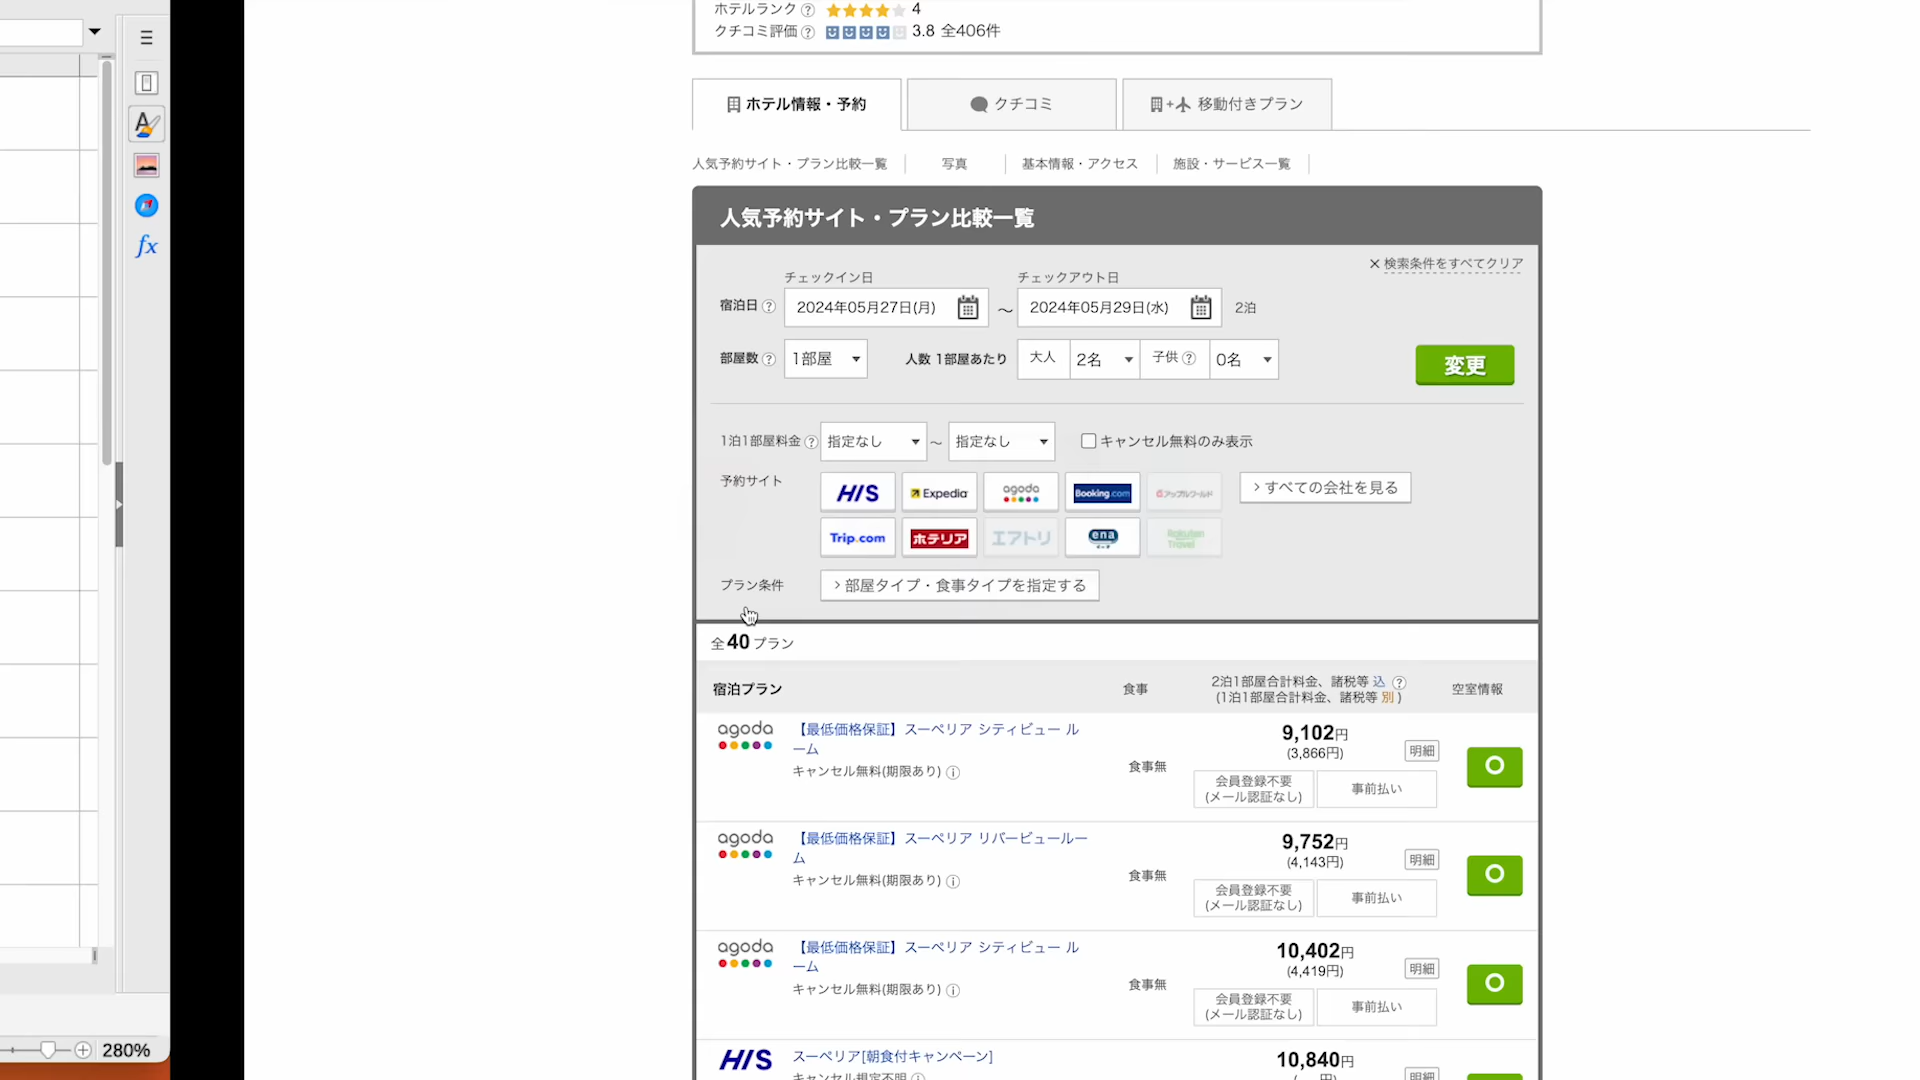 ホテルランク ? 4
クチコミ評価 ? 3.8 全406件
ホテル情報・予約
クチコミ
移動付きプラン
人気予約サイト・プラン比較一覧
写真
基本情報・アクセス
施設・サービス一覧
人気予約サイト・プラン比較一覧
× 検索条件をすべてクリア
チェックイン日
チェックアウト日
宿泊日 ? 2024年05月27日(月) ～ 2024年05月29日(水) 2泊
部屋数 ? 1部屋 人数 1部屋あたり 大人 2名 子供 ? 0名
変更
1泊1部屋料金 ? 指定なし ～ 指定なし キャンセル無料のみ表示
予約サイト
H/S Expedia agoda Booking.com アップルワールド
> すべての会社を見る
Trip.com ホテリア エアトリ ena イーナ Rakuten Travel
プラン条件 > 部屋タイプ・食事タイプを指定する
全40プラン
宿泊プラン 食事 2泊1部屋合計料金、諸税等 込 ? 空室情報
(1泊1部屋合計料金、諸税等 別)
agoda 【最低価格保証】スーペリア シティビュー ル
ーム
キャンセル無料(期限あり)
食事無
9,102円
(3,866円)
明細
会員登録不要
(メール認証なし)
事前払い
agoda 【最低価格保証】スーペリア リバービュールー
ム
キャンセル無料(期限あり)
食事無
9,752円
(4,143円)
明細
会員登録不要
(メール認証なし)
事前払い
agoda 【最低価格保証】スーペリア シティビュー ル
ーム
キャンセル無料(期限あり)
食事無
10,402円
(4,419円)
明細
会員登録不要
(メール認証なし)
事前払い
H/S スーペリア[朝食付キャンペーン]
キャンセル規定不明
10,840円
明細
fx
280%